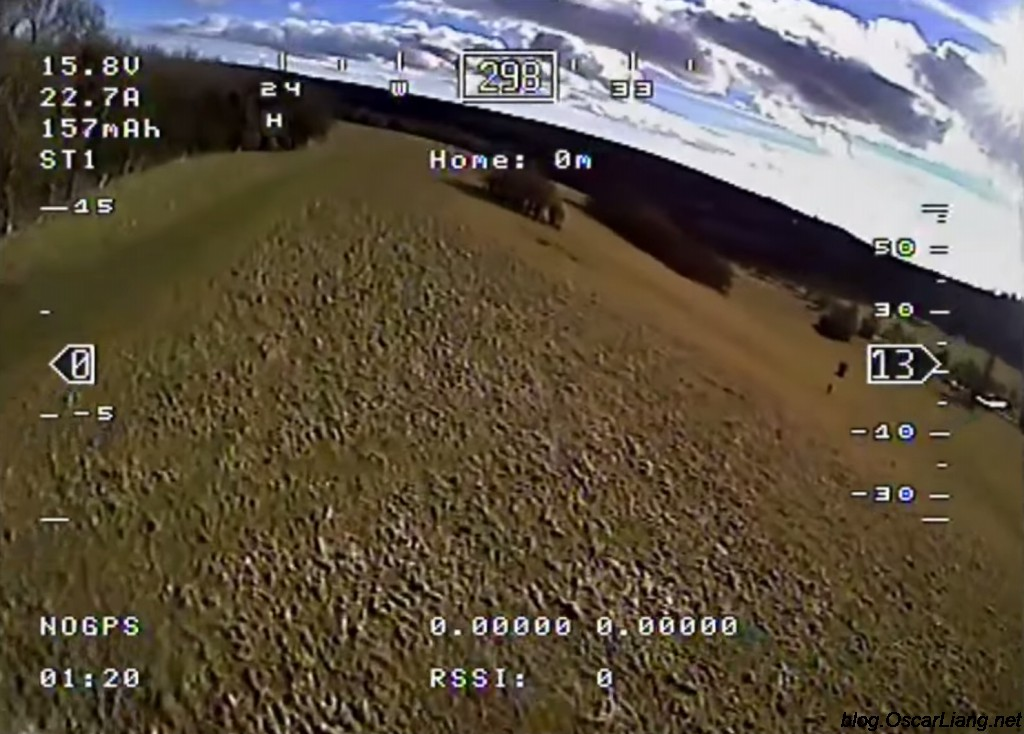 15.8V
22.7A
157mAh
ST1
24 W 298 33
H
Home: 0m
15
0
-5
50
30
13
-10
-30
NOGPS
01:20
0.00000 0.00000
RSSI: 0
blog.OscarLiang.net